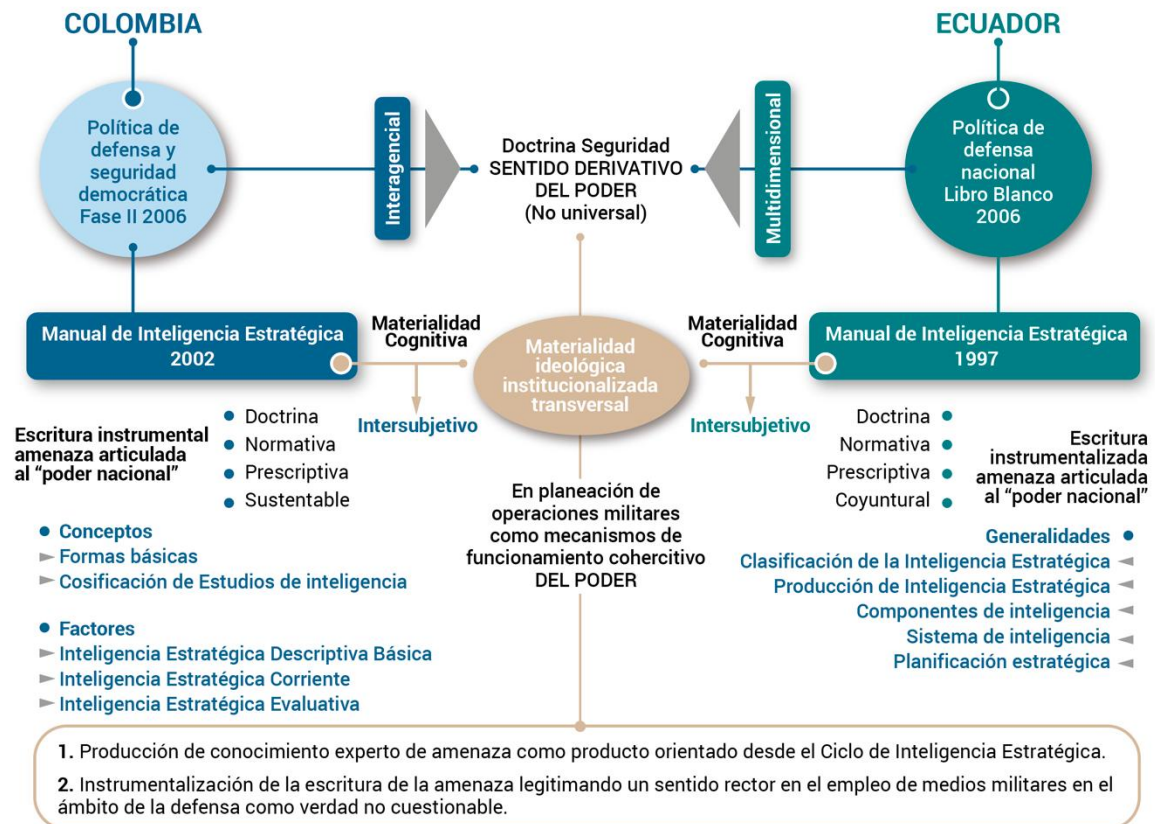 COLOMBIA
ECUADOR
Política de
defensa y
seguridad
democrática
Fase II 2006
Interagencial
Doctrina Seguridad
SENTIDO DERIVATIVO
DEL PODER
(No universal)
Multidimensional
Política de
defensa
nacional
Libro Blanco
2006
Manual de Inteligencia Estratégica
2002
Materialidad
Cognitiva
Intersubjetivo
Materialidad
ideológica
institucionalizada
transversal
Materialidad
Cognitiva
Intersubjetivo
Manual de Inteligencia Estratégica
1997
Escritura instrumental
amenaza articulada
al “poder nacional”
Doctrina
Normativa
Prescriptiva
Sustentable
En planeación de
operaciones militares
como mecanismos de
funcionamiento cohercitivo
DEL PODER
Doctrina
Normativa
Prescriptiva
Coyuntural
Escritura
instrumentalizada
amenaza articulada
al “poder nacional”
Conceptos
Formas básicas
Cosificación de Estudios de inteligencia
Factores
Inteligencia Estratégica Descriptiva Básica
Inteligencia Estratégica Corriente
Inteligencia Estratégica Evaluativa
Generalidades
Clasificación de la Inteligencia Estratégica
Producción de Inteligencia Estratégica
Componentes de inteligencia
Sistema de inteligencia
Planificación estratégica
1. Producción de conocimiento experto de amenaza como producto orientado desde el Ciclo de Inteligencia Estratégica.
2. Instrumentalización de la escritura de la amenaza legitimando un sentido rector en el empleo de medios militares en el
ámbito de la defensa como verdad no cuestionable.